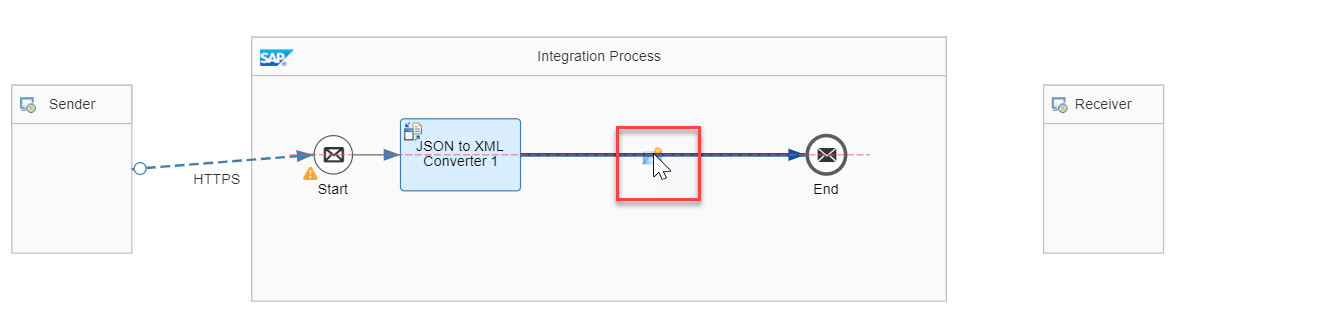 SAP
Integration Process
Sender
Receiver
JSON to XML
Converter 1
HTTPS
Start
End